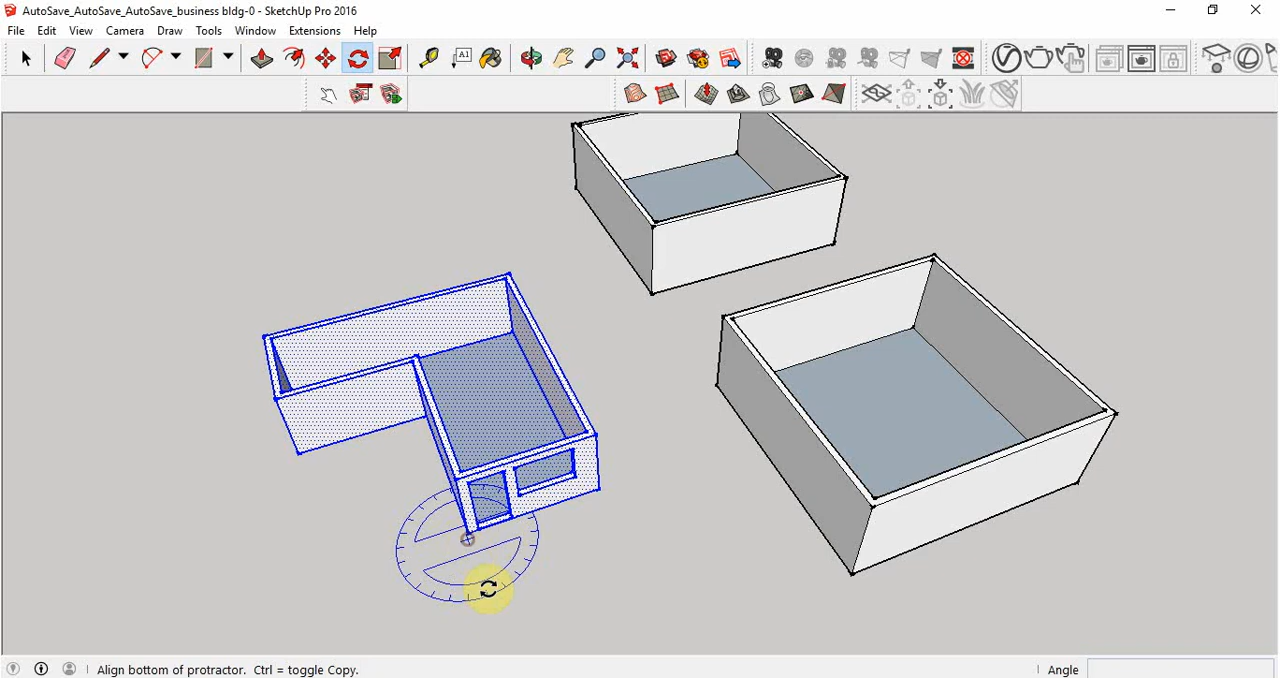 AutoSave_AutoSave_AutoSave_business bldg-0 - SketchUp Pro 2016
File Edit View Camera Draw Tools Window Extensions Help
A1
Align bottom of protractor. Ctrl = toggle Copy. Angle